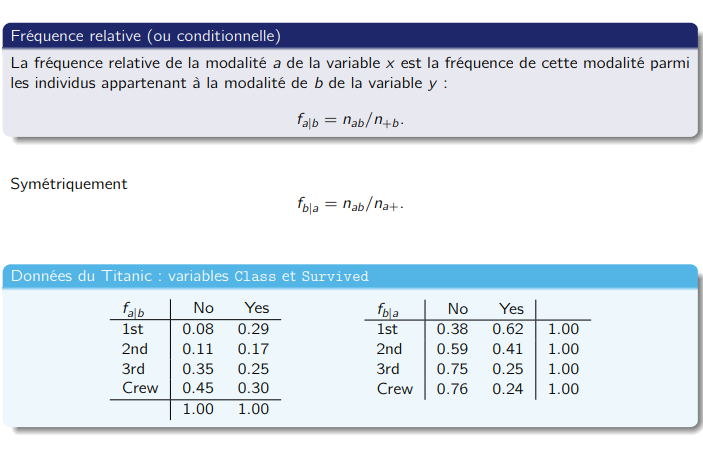 Fréquence relative (ou conditionnelle)
La fréquence relative de la modalité a de la variable x est la fréquence de cette modalité parmi
les individus appartenant à la modalité de b de la variable y :
f_{a|b} = n_{ab}/n_{+b}.
Symétriquement
f_{b|a} = n_{ab}/n_{a+}.
Données du Titanic : variables Class et Survived
f_{a|b} No Yes
1st 0.08 0.29
2nd 0.11 0.17
3rd 0.35 0.25
Crew 0.45 0.30
1.00 1.00
f_{b|a} No Yes
1st 0.38 0.62 1.00
2nd 0.59 0.41 1.00
3rd 0.75 0.25 1.00
Crew 0.76 0.24 1.00